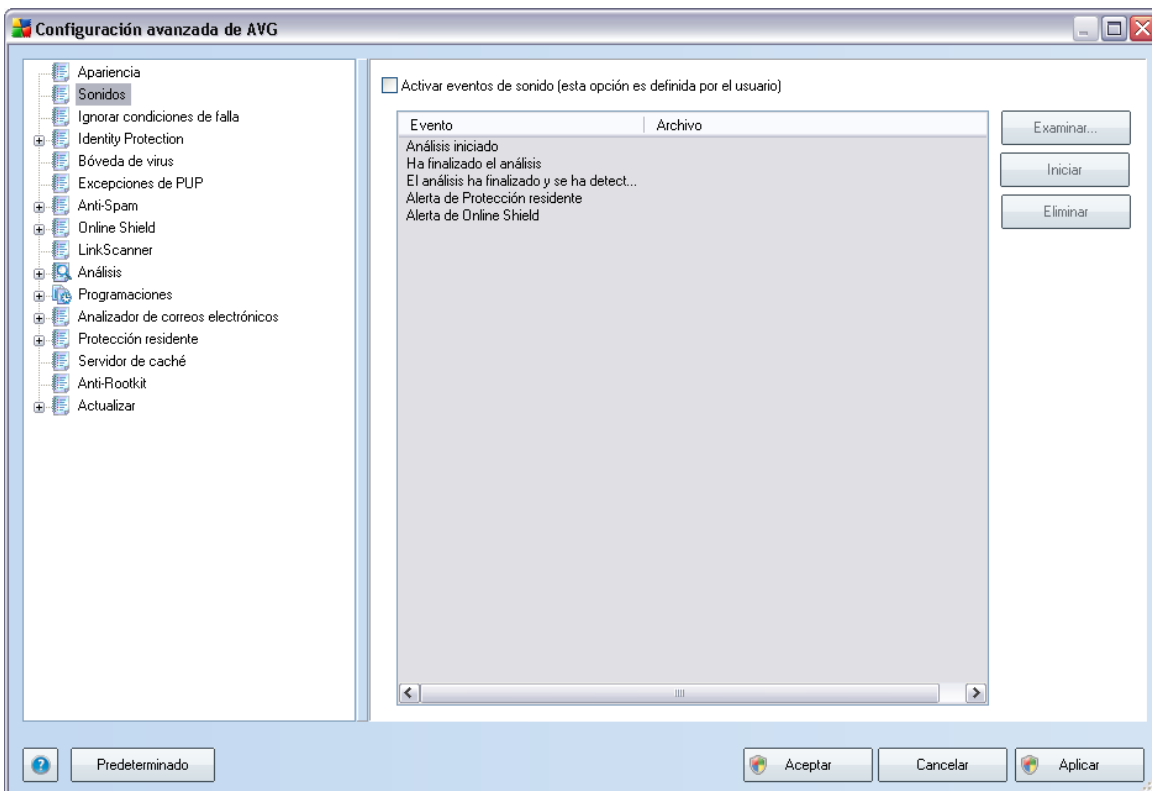 Configuración avanzada de AVG
Apariencia
Sonidos
Ignorar condiciones de falla
Identity Protection
Bóveda de virus
Excepciones de PUP
Anti-Spam
Online Shield
LinkScanner
Análisis
Programaciones
Analizador de correos electrónicos
Protección residente
Servidor de caché
Anti-Rootkit
Actualizar
Activar eventos de sonido (esta opción es definida por el usuario)
Evento Archivo
Análisis iniciado
Ha finalizado el análisis
El análisis ha finalizado y se ha detect...
Alerta de Protección residente
Alerta de Online Shield
Examinar...
Iniciar
Eliminar
Predeterminado
Aceptar
Cancelar
Aplicar